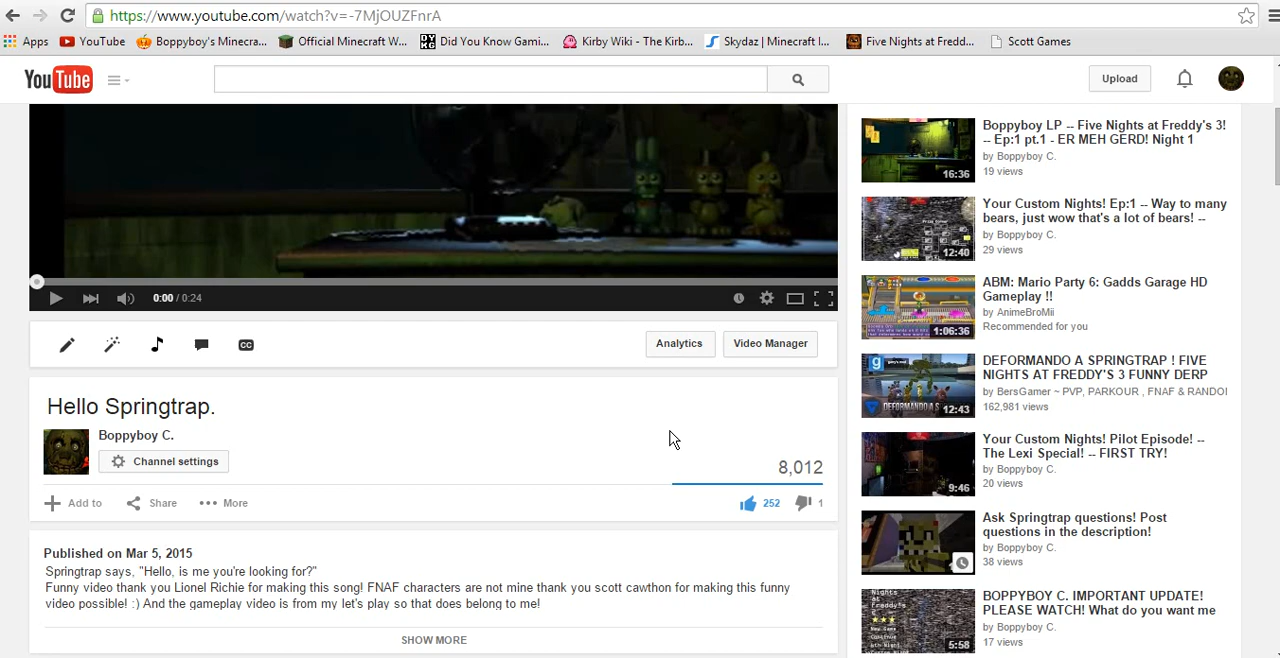 https://www.youtube.com/watch?v=-7MjOUZFnrA
Apps YouTube Boppyboy's Minecra... Official Minecraft W... Did You Know Gami... Kirby Wiki - The Kirb... Skydaz | Minecraft I... Five Nights at Fredd... Scott Games
YouTube
Upload
0:00 / 0:24
CC
Analytics Video Manager
Hello Springtrap.
Boppyboy C.
Channel settings
8,012
Add to Share More 252 1
Published on Mar 5, 2015
Springtrap says, "Hello, is me you're looking for?"
Funny video thank you Lionel Richie for making this song! FNAF characters are not mine thank you scott cawthon for making this funny
video possible! :) And the gameplay video is from my let's play so that does belong to me!
SHOW MORE
16:36
Boppyboy LP -- Five Nights at Freddy's 3!
-- Ep:1 pt.1 - ER MEH GERD! Night 1
by Boppyboy C.
19 views
12:40
Your Custom Nights! Ep:1 -- Way to many
bears, just wow that's a lot of bears! --
by Boppyboy C.
29 views
1:06:36
ABM: Mario Party 6: Gadds Garage HD
Gameplay !!
by AnimeBroMii
Recommended for you
DEFORMANDO A S
12:43
DEFORMANDO A SPRINGTRAP ! FIVE
NIGHTS AT FREDDY'S 3 FUNNY DERP
by BersGamer ~ PVP, PARKOUR , FNAF & RANDOI
162,981 views
9:46
Your Custom Nights! Pilot Episode! --
The Lexi Special! -- FIRST TRY!
by Boppyboy C.
20 views
Ask Springtrap questions! Post
questions in the description!
by Boppyboy C.
38 views
Nights
at
Freddy's
5:58
BOPPYBOY C. IMPORTANT UPDATE!
PLEASE WATCH! What do you want me
by Boppyboy C.
17 views